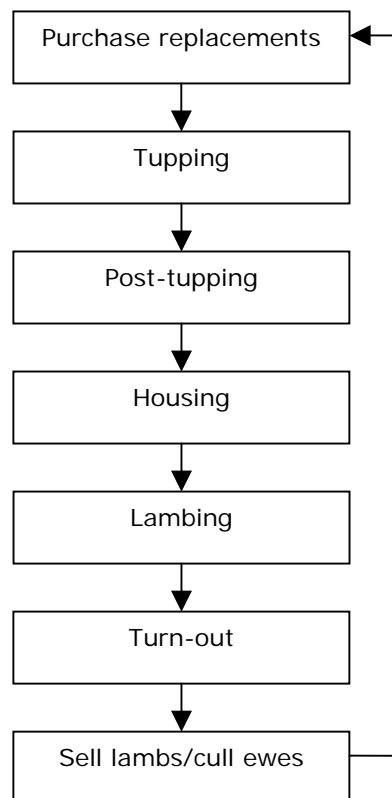 Purchase replacements
Tupping
Post-tupping
Housing
Lambing
Turn-out
Sell lambs/cull ewes